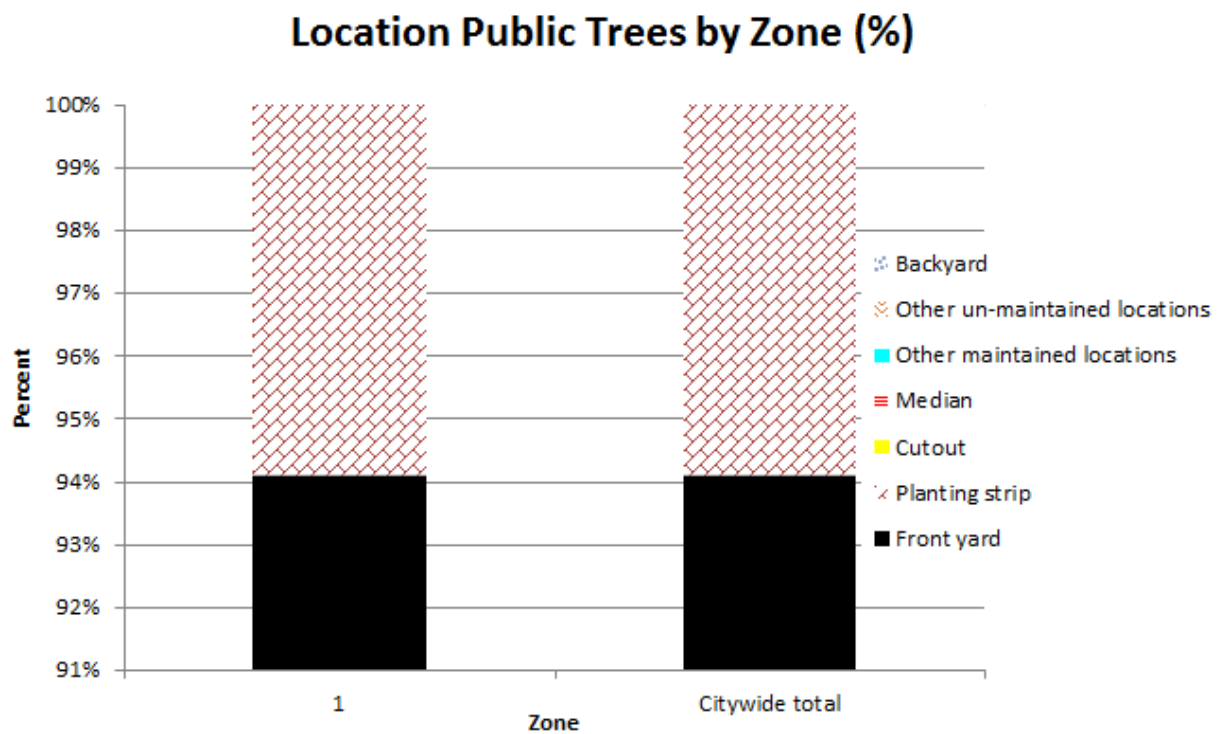 Location Public Trees by Zone (%)
100%
99%
98%
97%
96%
95%
94%
93%
92%
91%
Percent
1
Citywide total
Zone
Backyard
Other un-maintained locations
Other maintained locations
Median
Cutout
Planting strip
Front yard